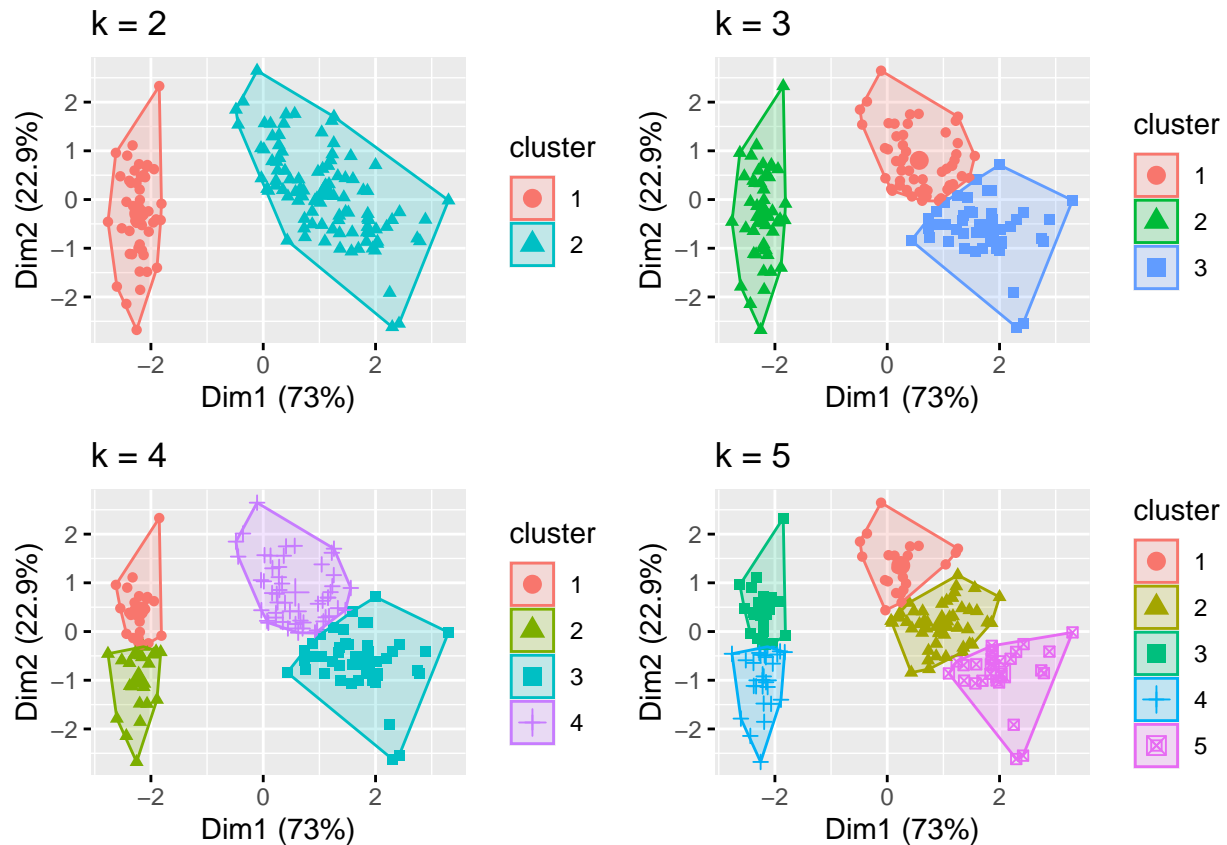 k = 2
Dim2 (22.9%)
2
1
0
−1
−2
−2
0
2
Dim1 (73%)
cluster
1
2
k = 3
Dim2 (22.9%)
2
1
0
−1
−2
−2
0
2
Dim1 (73%)
cluster
1
2
3
k = 4
Dim2 (22.9%)
2
1
0
−1
−2
−2
0
2
Dim1 (73%)
cluster
1
2
3
4
k = 5
Dim2 (22.9%)
2
1
0
−1
−2
−2
0
2
Dim1 (73%)
cluster
1
2
3
4
5